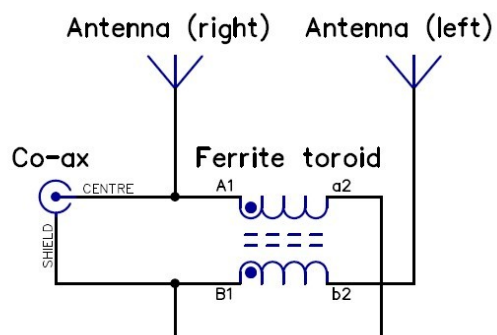 Antenna (right) Antenna (left)
Co-ax
Ferrite toroid
CENTRE
A1
a2
SHIELD
B1
b2